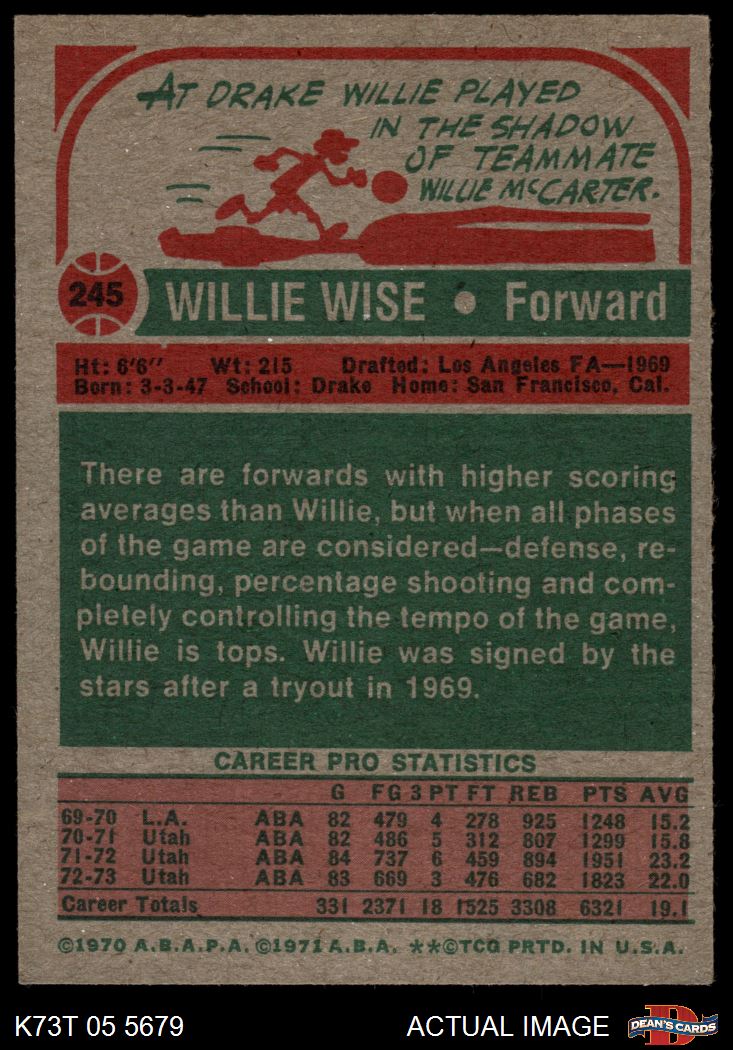 AT DRAKE WILLIE PLAYED
IN THE SHADOW
OF TEAMMATE
WILLIE McCARTER.
245 WILLIE WISE • Forward
Ht: 6'6" Wt: 215 Drafted: Los Angeles FA—1969
Born: 3-3-47 School: Drake Home: San Francisco, Cal.
There are forwards with higher scoring
averages than Willie, but when all phases
of the game are considered—defense, re-
bounding, percentage shooting and com-
pletely controlling the tempo of the game,
Willie is tops. Willie was signed by the
stars after a tryout in 1969.
CAREER PRO STATISTICS
G FG 3 PT FT REB PTS AVG
69-70 L.A. ABA 82 479 4 278 925 1248 15.2
70-71 Utah ABA 82 486 5 312 807 1299 15.8
71-72 Utah ABA 84 737 6 459 894 1951 23.2
72-73 Utah ABA 83 669 3 476 682 1823 22.0
Career Totals 331 2371 18 1525 3308 6321 19.1
©1970 A.B.A.P.A. ©1971 A.B.A. **©TCG PRTD. IN U.S.A.
K73T 05 5679 ACTUAL IMAGE D DEAN'S CARDS